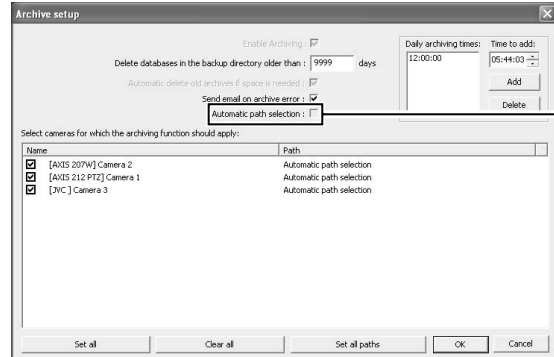 Archive setup
Enable Archiving :
Delete databases in the backup directory older than : 9999 days
Automatic delete old archives if space is needed :
Send email on archive error :
Automatic path selection :
Daily archiving times:
12:00:00
Time to add:
05:44:03
Add
Delete
Select cameras for which the archiving function should apply:
Name Path
[AXIS 207W] Camera 2 Automatic path selection
[AXIS 212 PTZ] Camera 1 Automatic path selection
[JVC ] Camera 3 Automatic path selection
Set all Clear all Set all paths OK Cancel